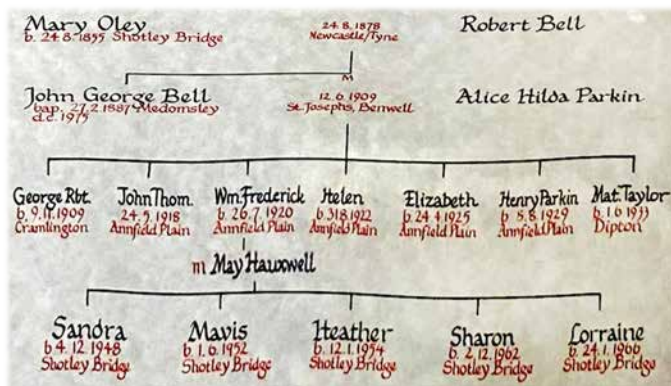 Mary Oley
b. 24.8.1855 Shotley Bridge
24.8.1878
Newcastle/Tyne
Robert Bell
M
John George Bell
bap. 27.2.1887 Medomsley
d.c. 1975
12.6.1909
St. Josephs, Benwell
Alice Hilda Parkin
George Rbt.
b. 9.11.1909
Cramlington
John Thom.
24.5.1918
Annfield Plain
Wm. Frederick
b. 26.7.1920
Annfield Plain
Helen
b. 31.8.1922
Annfield Plain
Elizabeth
b. 24.4.1925
Annfield Plain
Henry Parkin
b. 5.8.1929
Annfield Plain
Mat. Taylor
b. 1.6.1933
Dipton
m May Hauxwell
Sandra
b 4.12.1948
Shotley Bridge
Mavis
b. 1.6.1952
Shotley Bridge
Heather
b. 12.1.1954
Shotley Bridge
Sharon
b. 2.12.1962
Shotley Bridge
Lorraine
b. 24.1.1966
Shotley Bridge